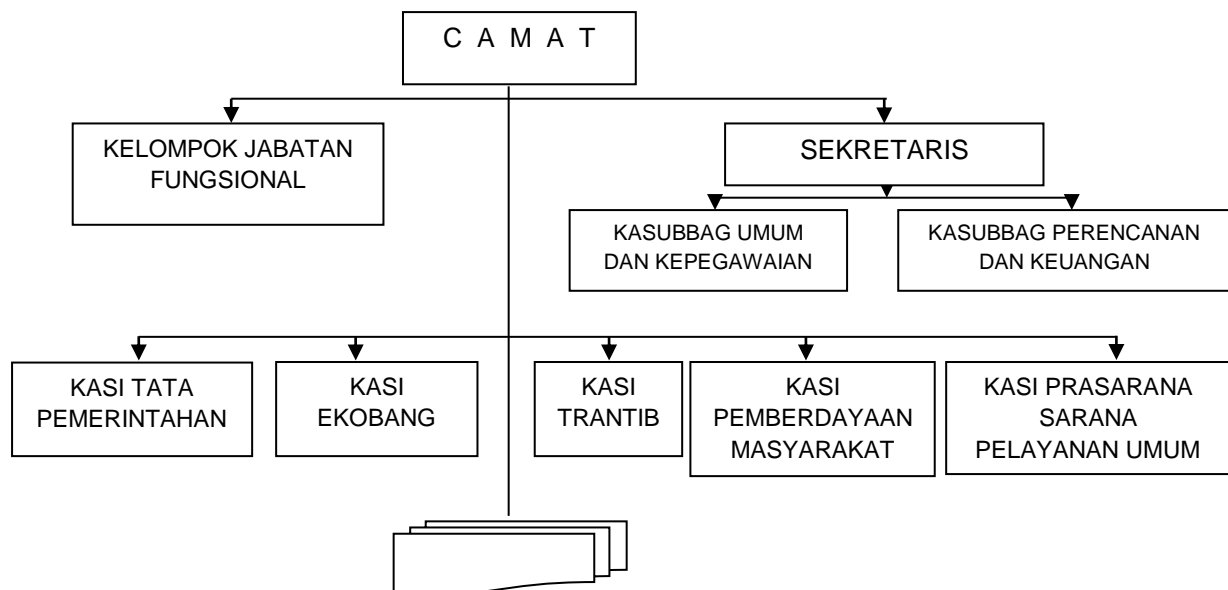 C A M A T
KELOMPOK JABATAN
FUNGSIONAL
SEKRETARIS
KASUBBAG UMUM
DAN KEPEGAWAIAN
KASUBBAG PERENCANAN
DAN KEUANGAN
KASI TATA
PEMERINTAHAN
KASI
EKOBANG
KASI
TRANTIB
KASI
PEMBERDAYAAN
MASYARAKAT
KASI PRASARANA
SARANA
PELAYANAN UMUM